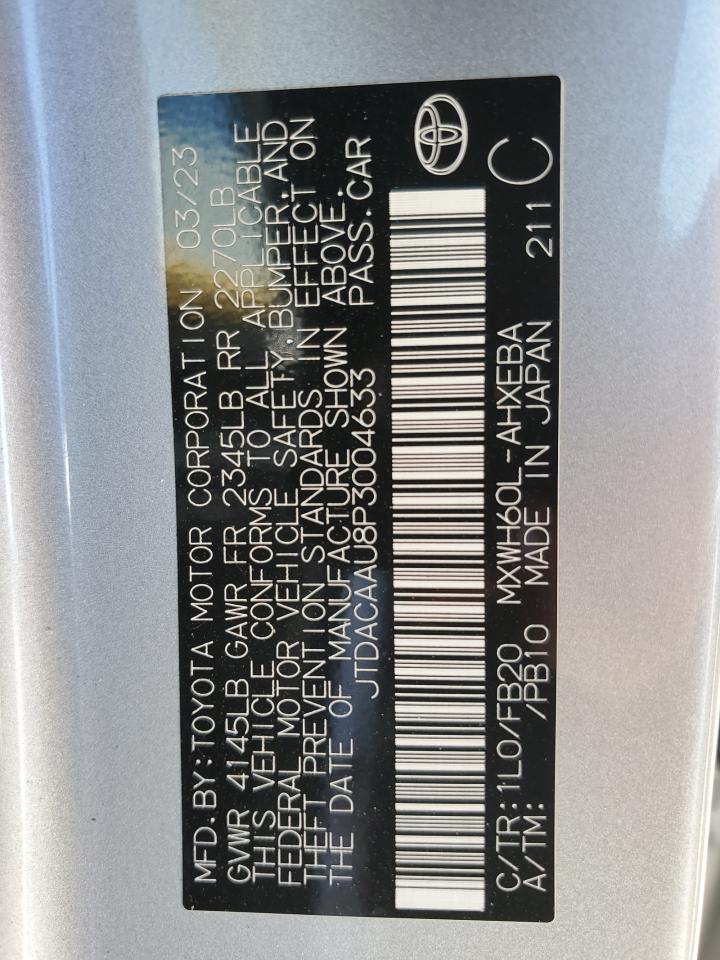 MFD.BY:TOYOTA MOTOR CORPORATION 03/23
GVWR 4145LB GAWR FR 2345LB RR 2270LB
THIS VEHICLE CONFORMS TO ALL APPLICABLE
FEDERAL MOTOR VEHICLE SAFETY,BUMPER,AND
THEFT PREVENTION STANDARDS IN EFFECT ON
THE DATE OF MANUFACTURE SHOWN ABOVE.
JTDACAAU8P3004633 PASS.CAR
C/TR:1L0/FB20 MXWH60L-AHXEBA
A/TM: /PB10 MADE IN JAPAN 211 C